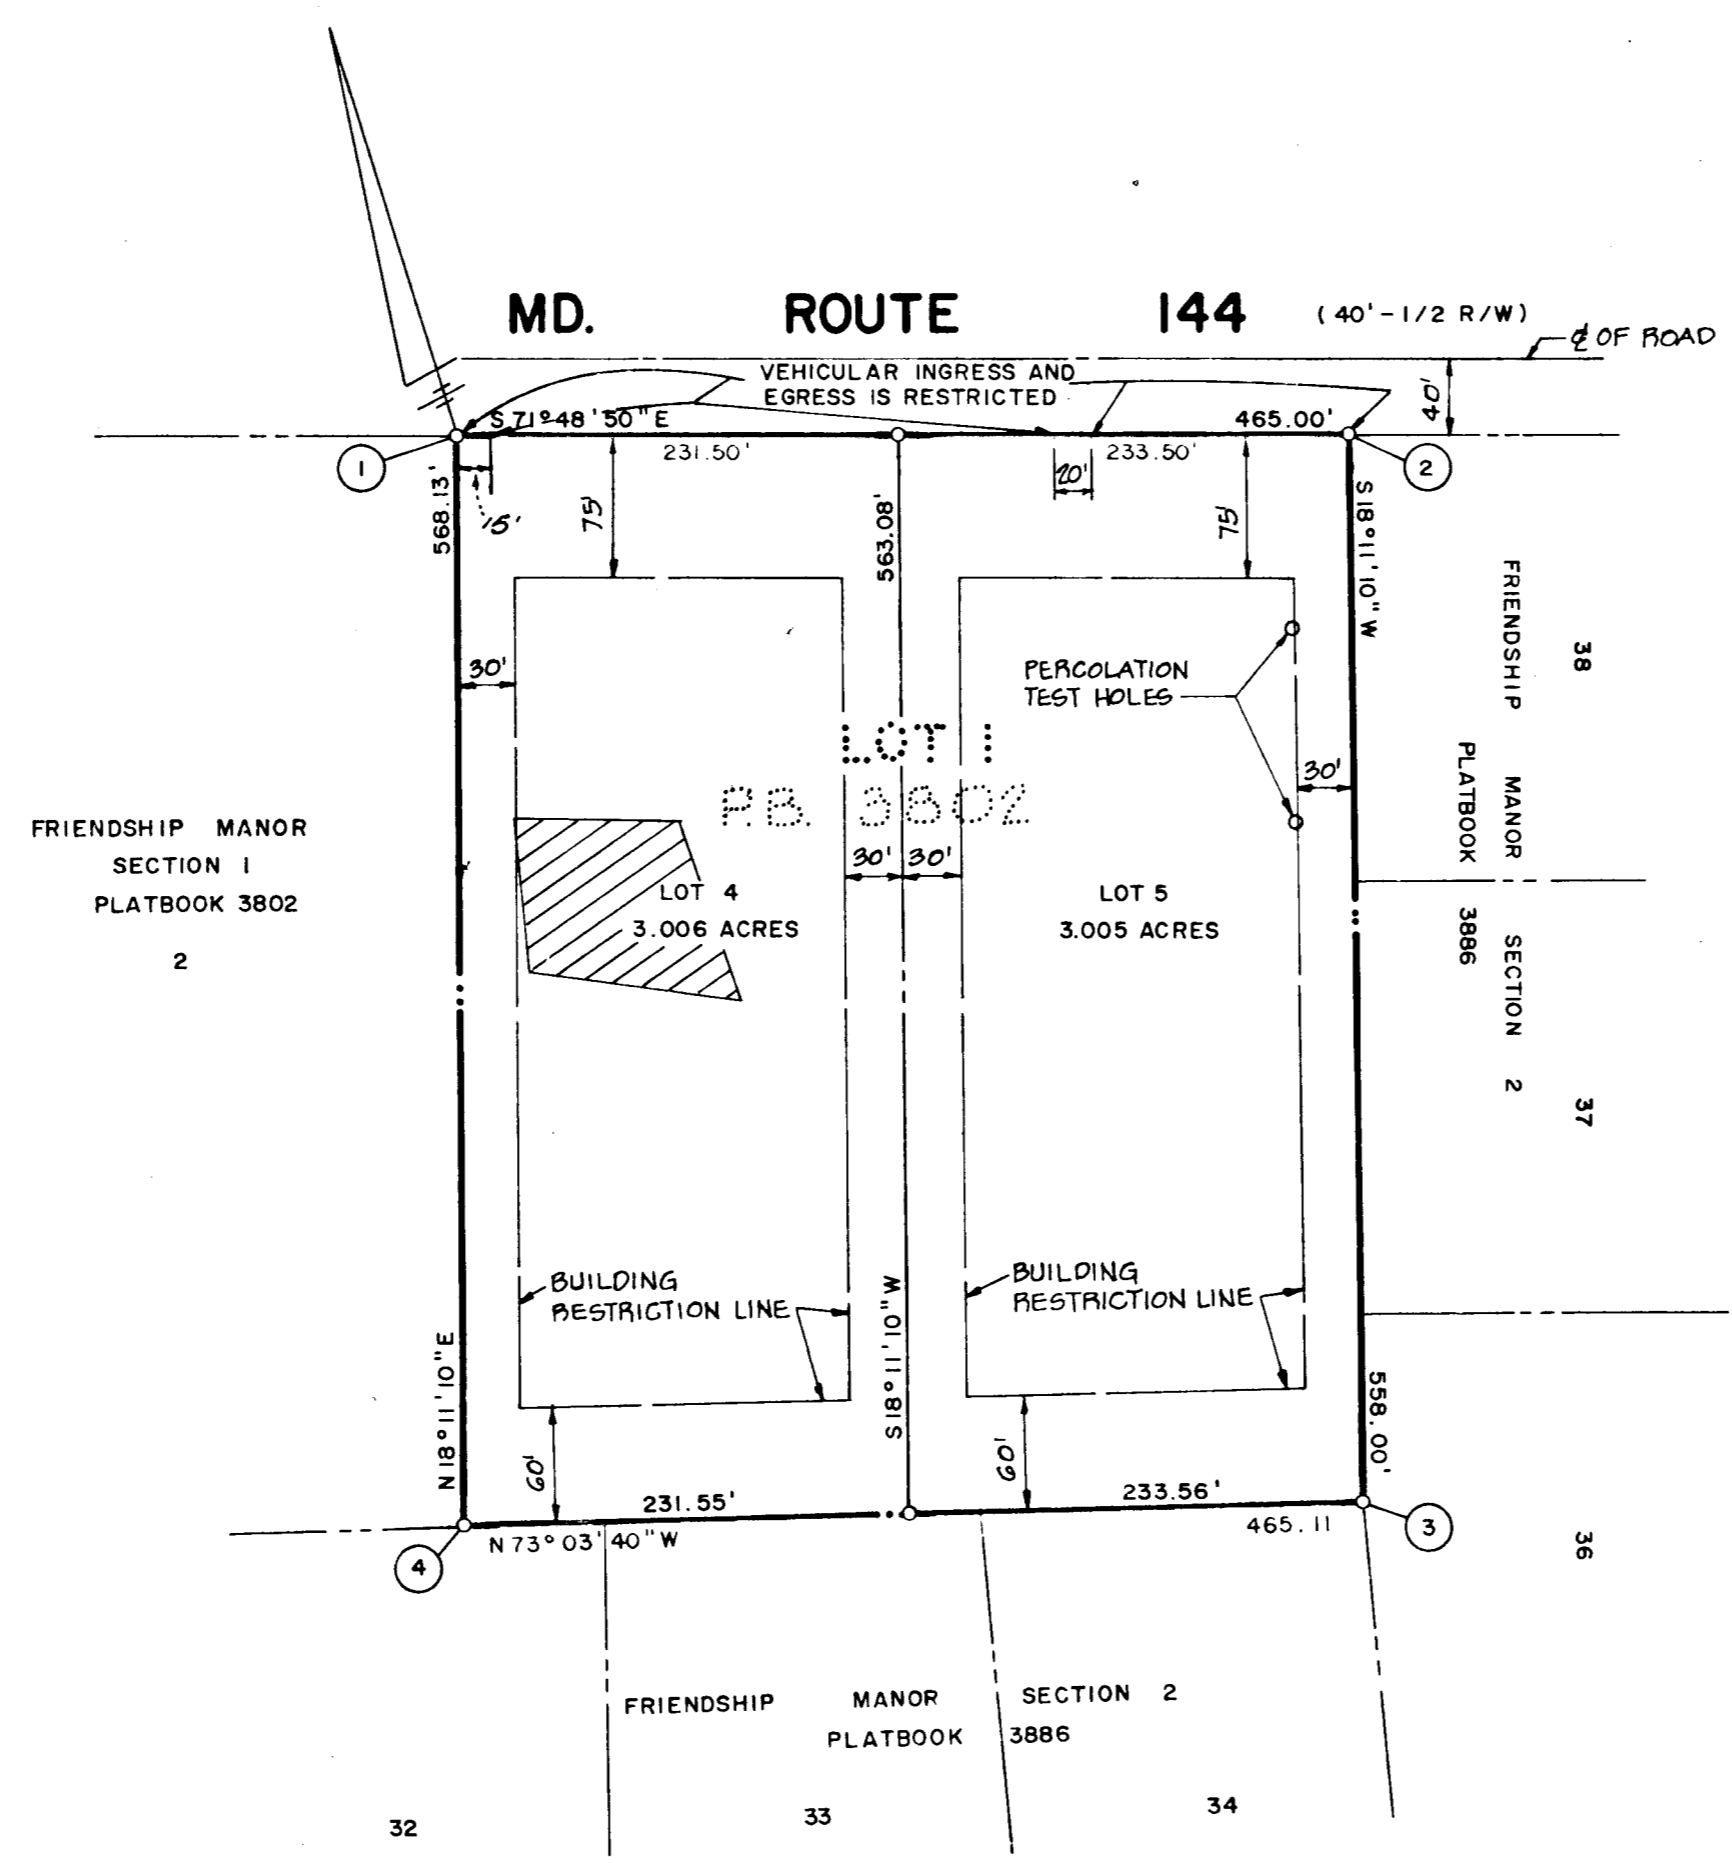 MD. ROUTE 144 (40'-1/2 R/W)
℄ OF ROAD
VEHICULAR INGRESS AND
EGRESS IS RESTRICTED
40'
S 71°48'50"E
465.00'
231.50'
233.50'
1
2
15'
20'
75'
75'
568.13'
563.08'
S 18°11'10" W
30'
PERCOLATION
TEST HOLES
LOT 1
P.B. 3802
30'
30'
30'
FRIENDSHIP MANOR
SECTION 1
PLATBOOK 3802
2
LOT 4
3.006 ACRES
LOT 5
3.005 ACRES
FRIENDSHIP MANOR SECTION 2
PLATBOOK 3886
38
37
36
BUILDING
RESTRICTION LINE
BUILDING
RESTRICTION LINE
N 18°11'10" E
S 18°11'10" W
558.00'
60'
60'
231.55'
233.56'
N 73°03'40" W
465.11
4
3
FRIENDSHIP MANOR SECTION 2
PLATBOOK 3886
32
33
34